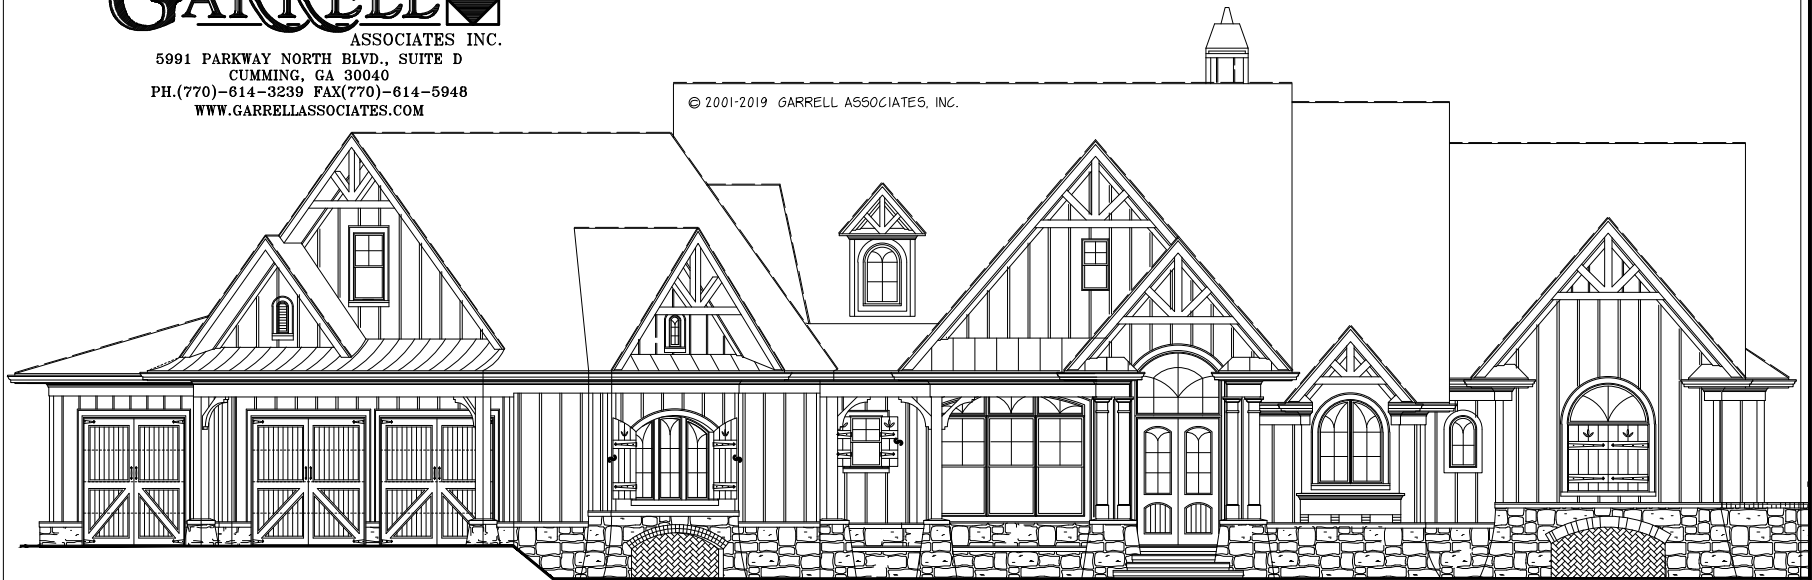 GARRELL
ASSOCIATES INC.
5991 PARKWAY NORTH BLVD., SUITE D
CUMMING, GA 30040
PH.(770)-614-3239 FAX(770)-614-5948
WWW.GARRELLASSOCIATES.COM
© 2001-2019 GARRELL ASSOCIATES, INC.